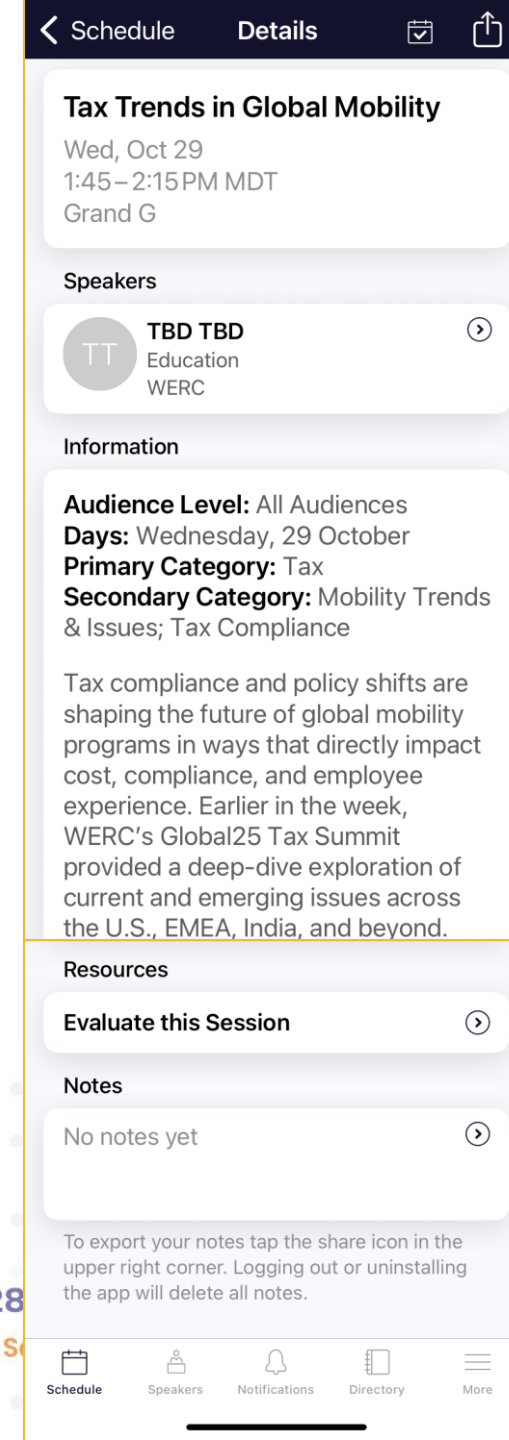 Schedule Details
Tax Trends in Global Mobility
Wed, Oct 29
1:45 – 2:15 PM MDT
Grand G
Speakers
TT
TBD TBD
Education
WERC
Information
Audience Level: All Audiences
Days: Wednesday, 29 October
Primary Category: Tax
Secondary Category: Mobility Trends
& Issues; Tax Compliance
Tax compliance and policy shifts are
shaping the future of global mobility
programs in ways that directly impact
cost, compliance, and employee
experience. Earlier in the week,
WERC’s Global25 Tax Summit
provided a deep-dive exploration of
current and emerging issues across
the U.S., EMEA, India, and beyond.
Resources
Evaluate this Session
Notes
No notes yet
To export your notes tap the share icon in the
upper right corner. Logging out or uninstalling
the app will delete all notes.
Schedule Speakers Notifications Directory More